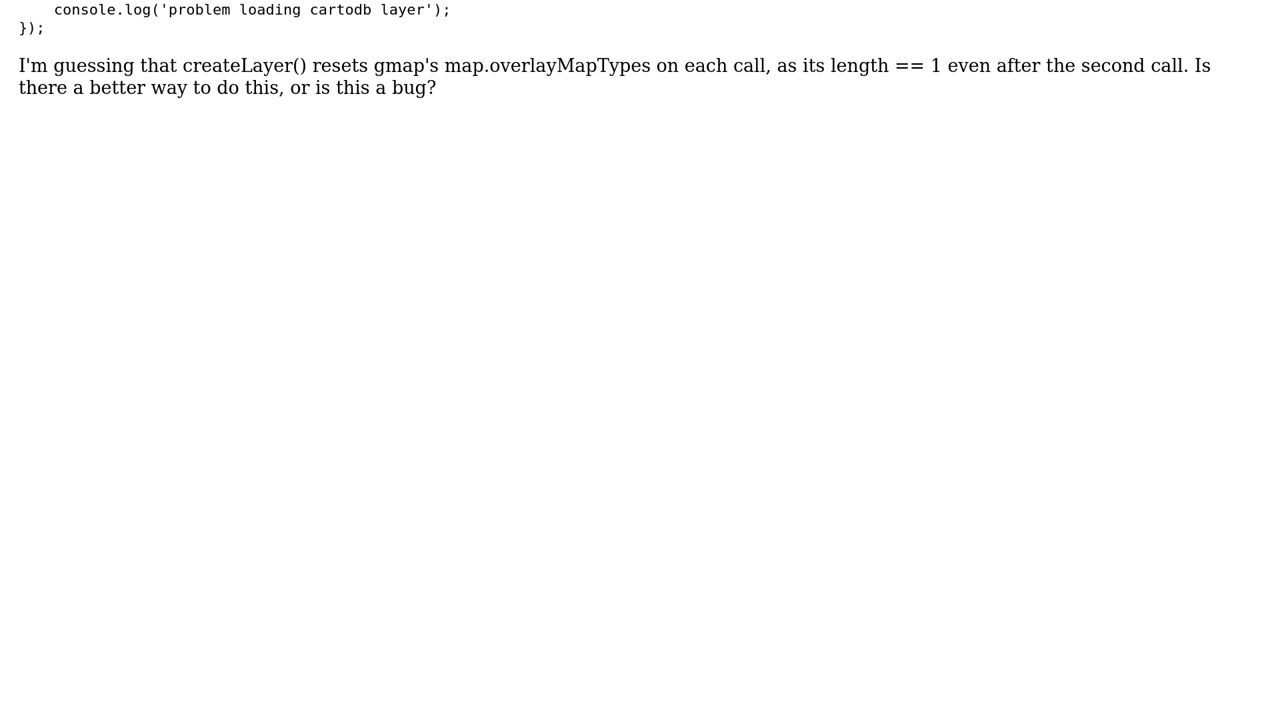 console.log('problem loading cartodb layer');
});
I'm guessing that createLayer() resets gmap's map.overlayMapTypes on each call, as its length == 1 even after the second call. Is
there a better way to do this, or is this a bug?